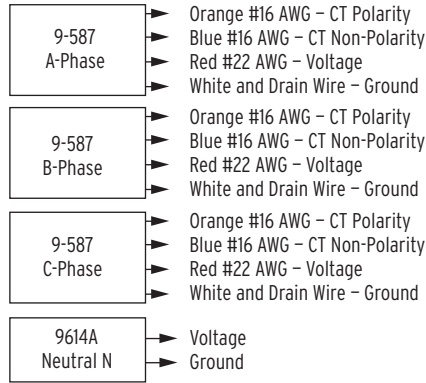 9-587
A-Phase
Orange #16 AWG – CT Polarity
Blue #16 AWG – CT Non-Polarity
Red #22 AWG – Voltage
White and Drain Wire – Ground
9-587
B-Phase
Orange #16 AWG – CT Polarity
Blue #16 AWG – CT Non-Polarity
Red #22 AWG – Voltage
White and Drain Wire – Ground
9-587
C-Phase
Orange #16 AWG – CT Polarity
Blue #16 AWG – CT Non-Polarity
Red #22 AWG – Voltage
White and Drain Wire – Ground
9614A
Neutral N
Voltage
Ground